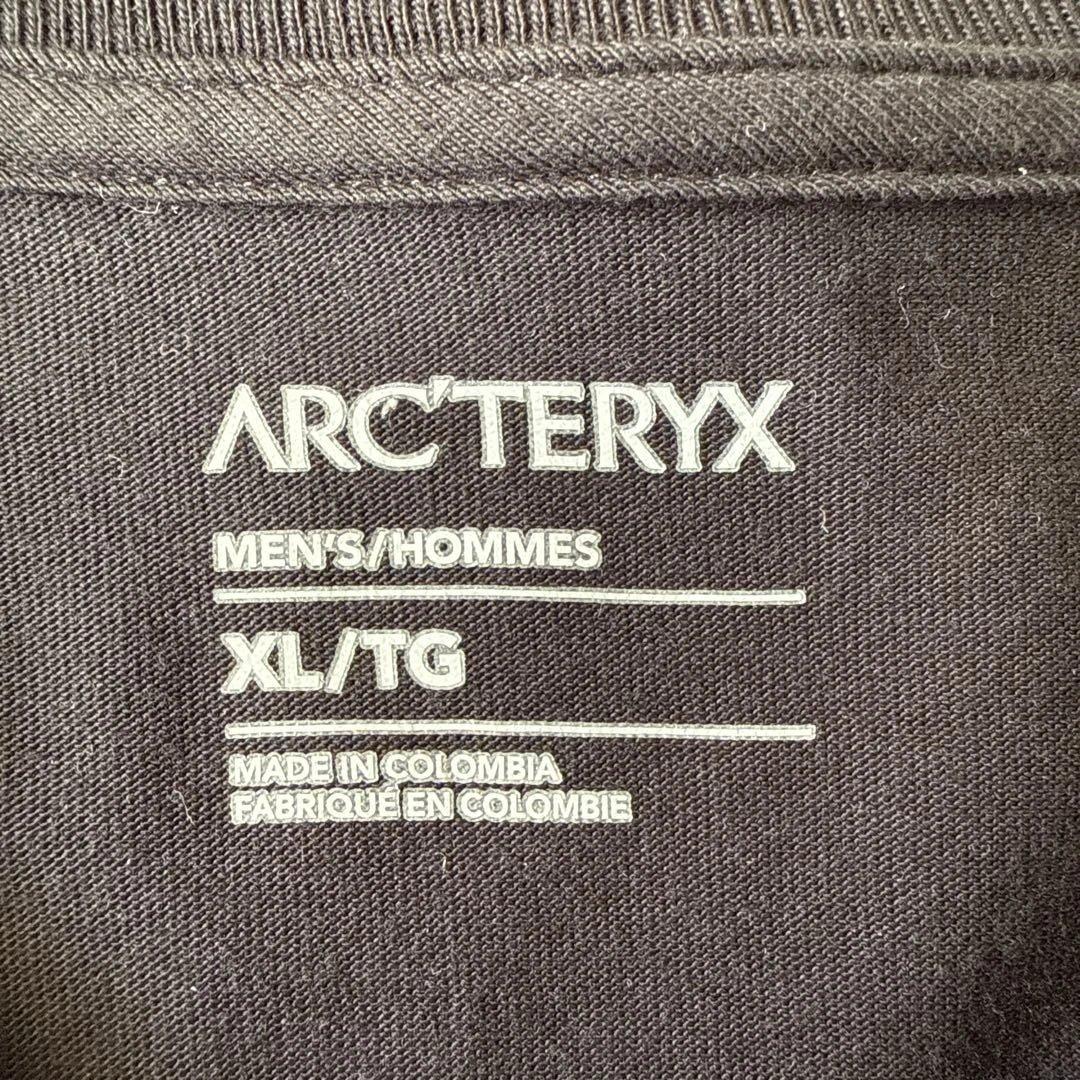 ARC'TERYX
MEN'S/HOMMES
XL/TG
MADE IN COLOMBIA
FABRIQUÉ EN COLOMBIE